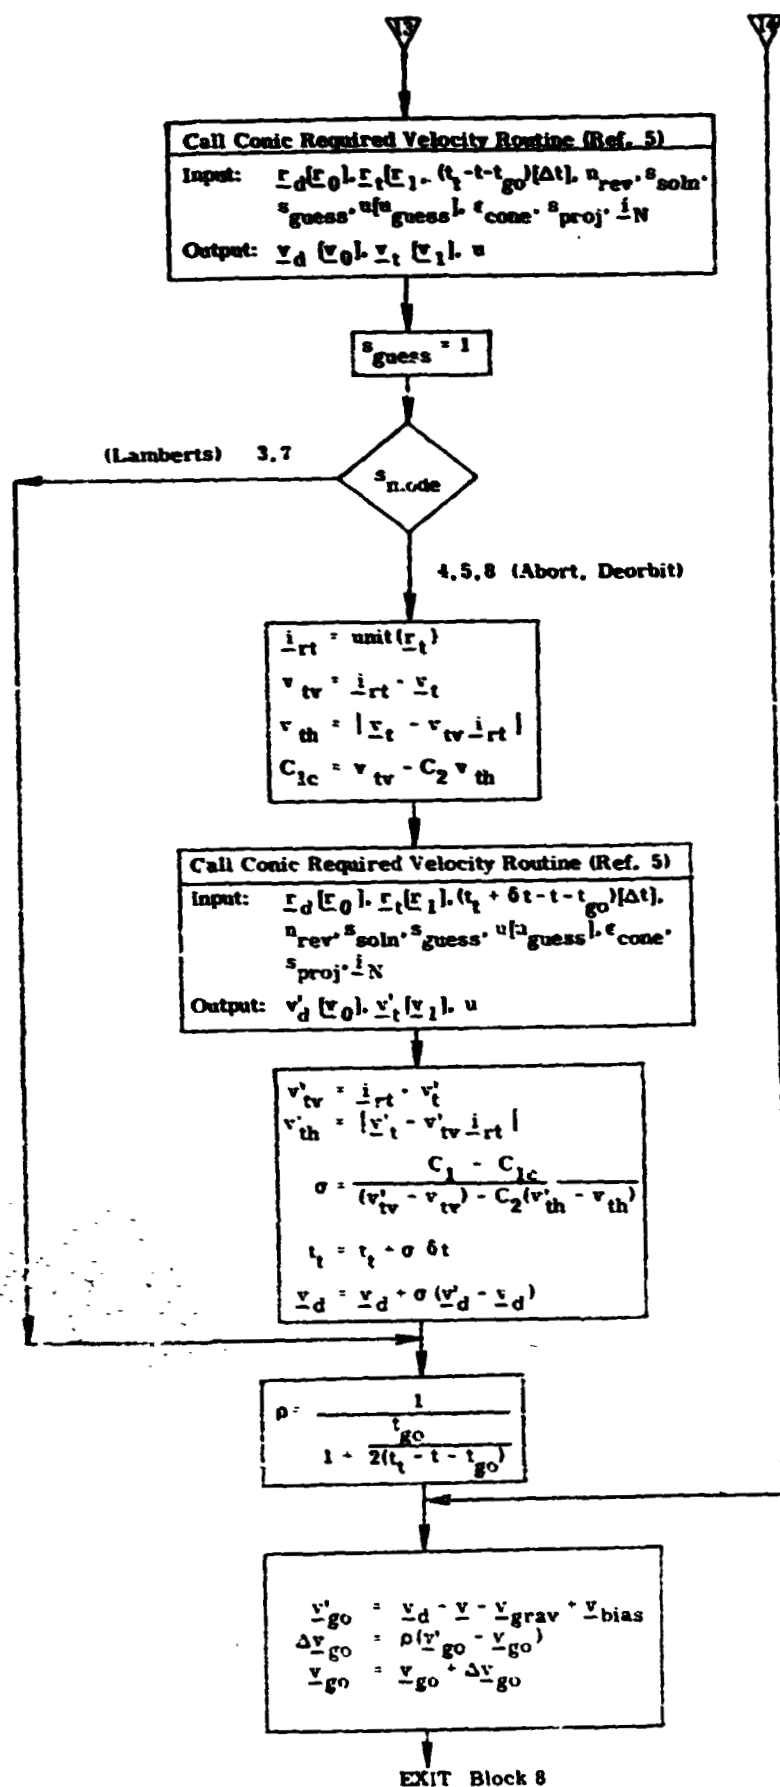 13
14
Call Conic Required Velocity Routine (Ref. 5)
Input: r_d[r_0], r_t[r_1], (t_t-t-t_go)[Δt], n_rev, s_soln,
s_guess, u[u_guess], ε_cone, s_proj, i_N
Output: v_d [v_0], v_t [v_1], u
s_guess = 1
(Lamberts) 3,7
s_mode
4,5,8 (Abort, Deorbit)
i_rt = unit(r_t)
v_tv = i_rt · v_t
v_th = | v_t - v_tv i_rt |
C_1c = v_tv - C_2 v_th
Call Conic Required Velocity Routine (Ref. 5)
Input: r_d[r_0], r_t[r_1], (t_t + δt-t-t_go)[Δt],
n_rev, s_soln, s_guess, u[u_guess], ε_cone,
s_proj, i_N
Output: v'_d [v_0], v'_t [v_1], u
v'_tv = i_rt · v'_t
v'_th = | v'_t - v'_tv i_rt |
σ = (C_1 - C_1c) / ((v'_tv - v_tv) - C_2(v'_th - v_th))
t_t = t_t + σ δt
v_d = v_d + σ (v'_d - v_d)
ρ = 1 / (1 + t_go / 2(t_t - t - t_go))
v'_go = v_d - v - v_grav + v_bias
Δv_go = ρ(v'_go - v_go)
v_go = v_go + Δv_go
EXIT Block 8